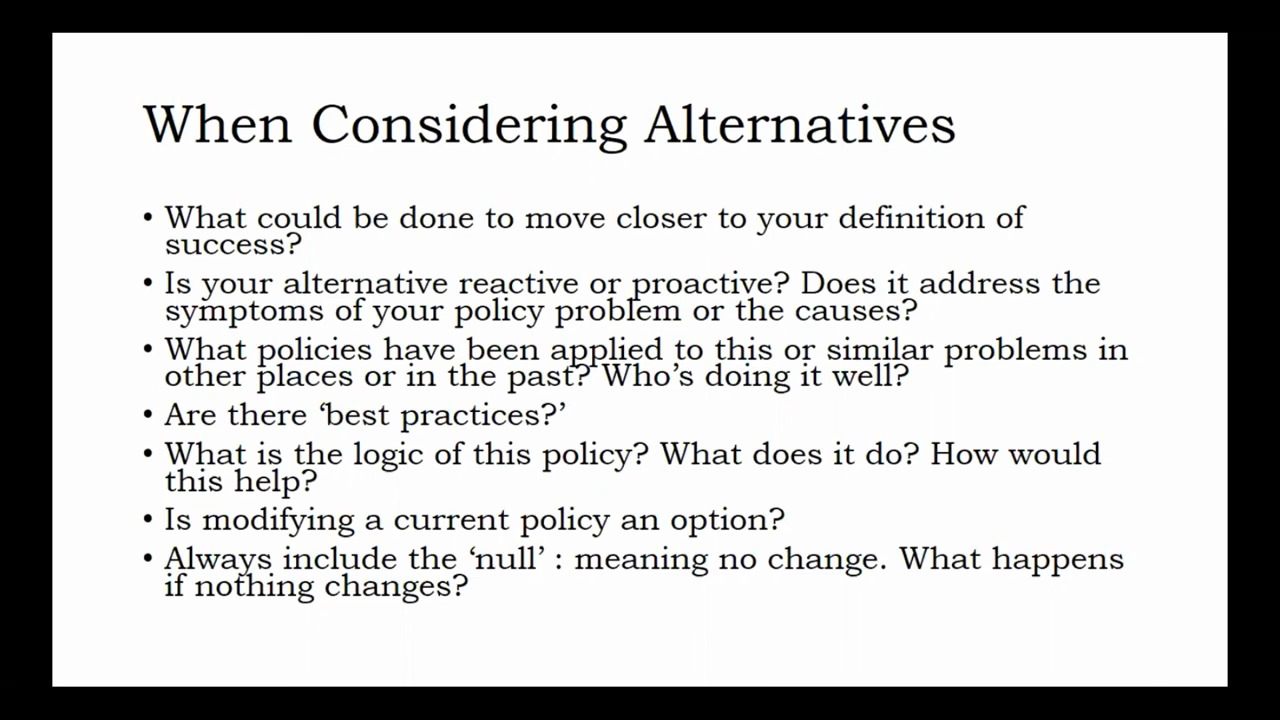 When Considering Alternatives
• What could be done to move closer to your definition of
success?
• Is your alternative reactive or proactive? Does it address the
symptoms of your policy problem or the causes?
• What policies have been applied to this or similar problems in
other places or in the past? Who’s doing it well?
• Are there ‘best practices?’
• What is the logic of this policy? What does it do? How would
this help?
• Is modifying a current policy an option?
• Always include the ‘null’ : meaning no change. What happens
if nothing changes?